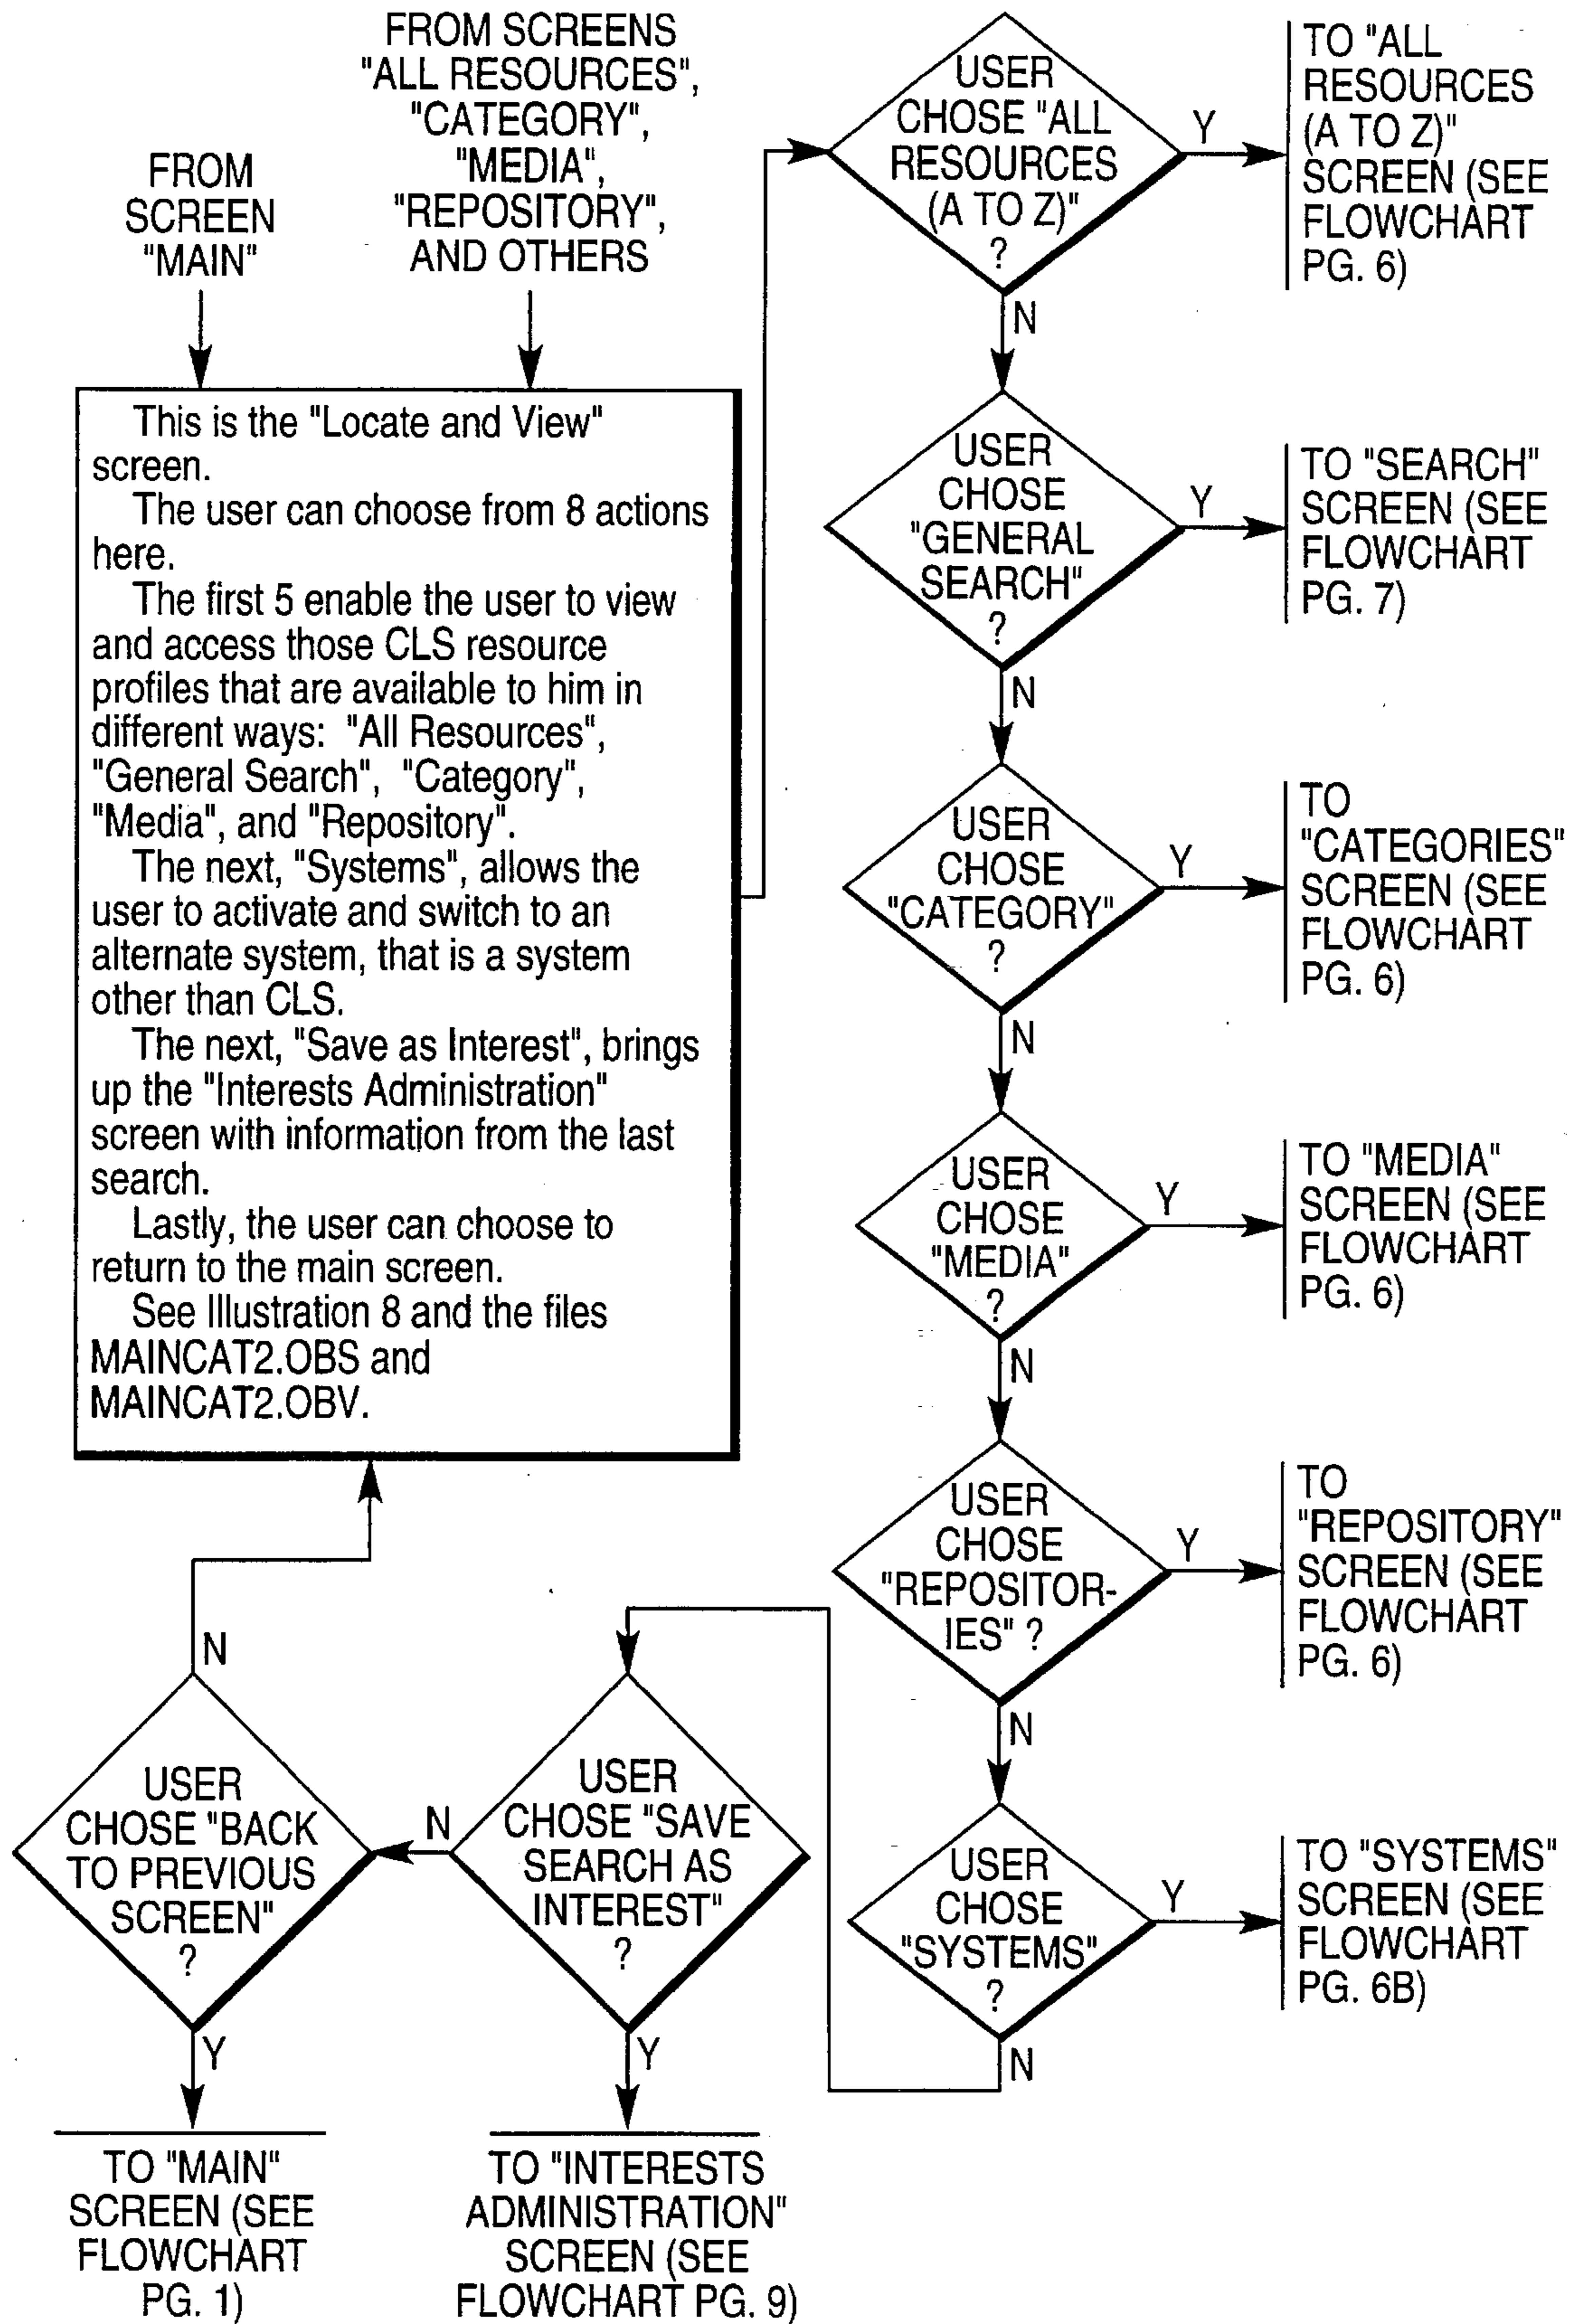 FROM
SCREEN
"MAIN"
FROM SCREENS
"ALL RESOURCES",
"CATEGORY",
"MEDIA",
"REPOSITORY",
AND OTHERS
This is the "Locate and View"
screen.
The user can choose from 8 actions
here.
The first 5 enable the user to view
and access those CLS resource
profiles that are available to him in
different ways: "All Resources",
"General Search", "Category",
"Media", and "Repository".
The next, "Systems", allows the
user to activate and switch to an
alternate system, that is a system
other than CLS.
The next, "Save as Interest", brings
up the "Interests Administration"
screen with information from the last
search.
Lastly, the user can choose to
return to the main screen.
See Illustration 8 and the files
MAINCAT2.OBS and
MAINCAT2.OBV.
USER
CHOSE "ALL
RESOURCES
(A TO Z)"
?
Y
TO "ALL
RESOURCES
(A TO Z)"
SCREEN (SEE
FLOWCHART
PG. 6)
N
USER
CHOSE
"GENERAL
SEARCH"
?
Y
TO "SEARCH"
SCREEN (SEE
FLOWCHART
PG. 7)
N
USER
CHOSE
"CATEGORY"
?
Y
TO
"CATEGORIES"
SCREEN (SEE
FLOWCHART
PG. 6)
N
USER
CHOSE
"MEDIA"
?
Y
TO "MEDIA"
SCREEN (SEE
FLOWCHART
PG. 6)
N
USER
CHOSE
"REPOSITOR-
IES" ?
Y
TO
"REPOSITORY"
SCREEN (SEE
FLOWCHART
PG. 6)
N
USER
CHOSE
"SYSTEMS"
?
Y
TO "SYSTEMS"
SCREEN (SEE
FLOWCHART
PG. 6B)
N
USER
CHOSE "SAVE
SEARCH AS
INTEREST"
?
Y
TO "INTERESTS
ADMINISTRATION"
SCREEN (SEE
FLOWCHART PG. 9)
N
USER
CHOSE "BACK
TO PREVIOUS
SCREEN"
?
N
Y
TO "MAIN"
SCREEN (SEE
FLOWCHART
PG. 1)